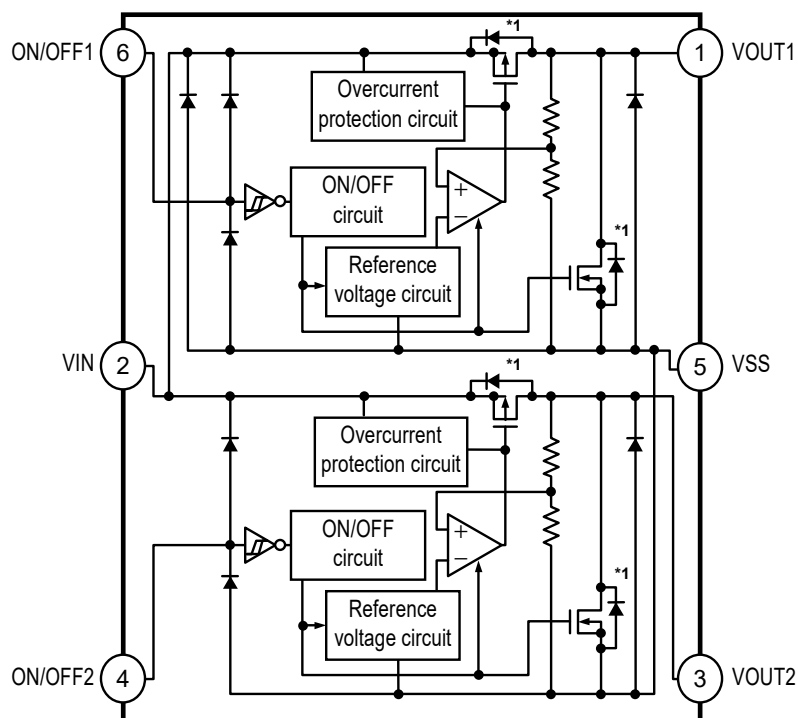 ON/OFF1
6
*1
1
VOUT1
Overcurrent
protection circuit
ON/OFF
circuit
+
−
*1
Reference
voltage circuit
VIN
2
*1
5
VSS
Overcurrent
protection circuit
ON/OFF
circuit
+
−
*1
Reference
voltage circuit
ON/OFF2
4
3
VOUT2